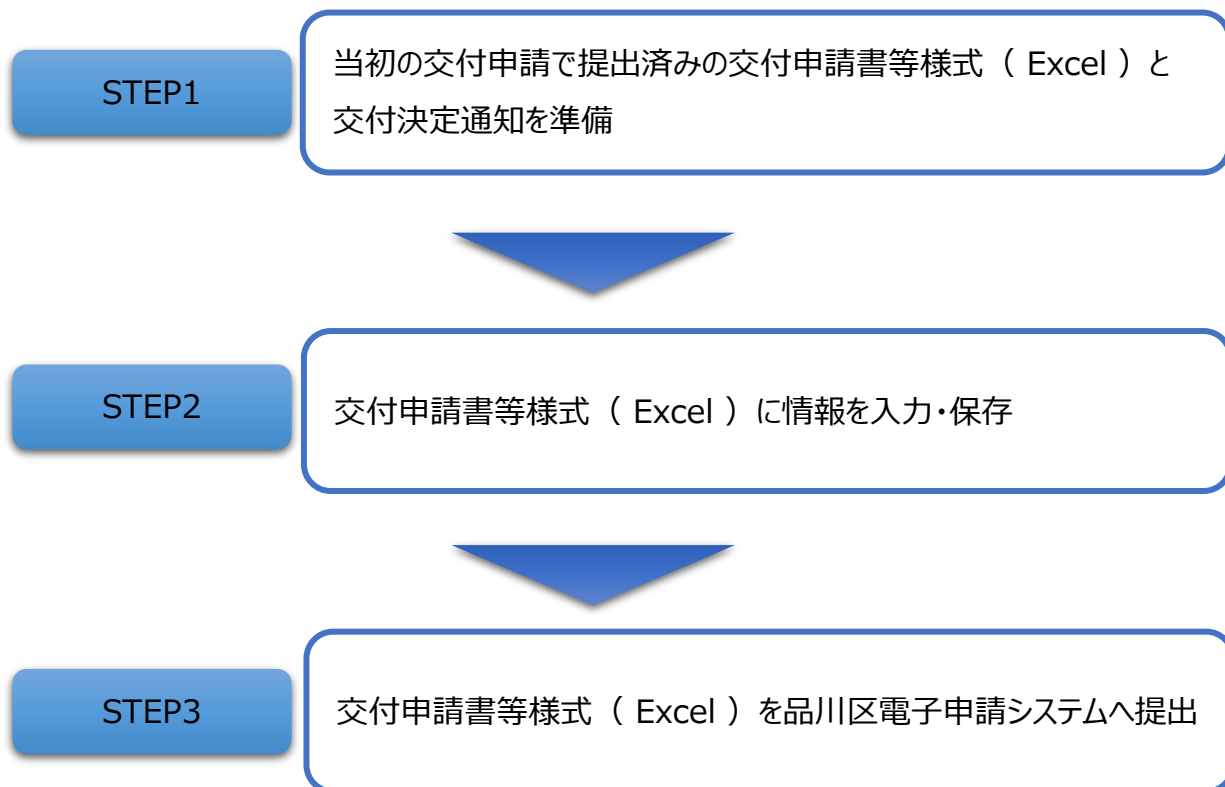 STEP1
当初の交付申請で提出済みの交付申請書等様式（Excel）と
交付決定通知を準備
STEP2
交付申請書等様式（Excel）に情報を入力・保存
STEP3
交付申請書等様式（Excel）を品川区電子申請システムへ提出